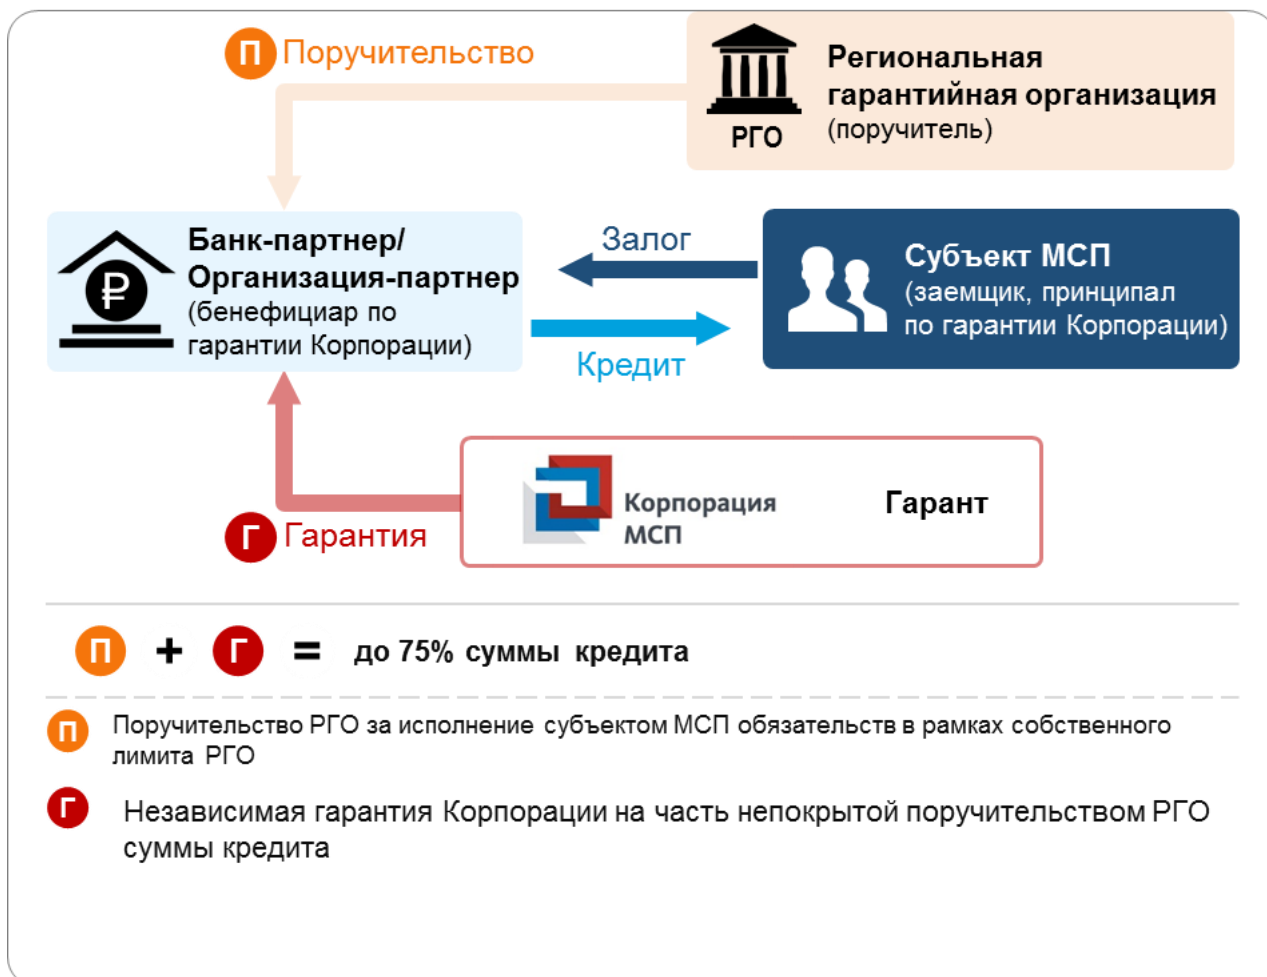 П Поручительство
Региональная
гарантийная организация
(поручитель)
РГО
Банк-партнер/
Организация-партнер
(бенефициар по
гарантии Корпорации)
₽
Залог
Кредит
Субъект МСП
(заемщик, принципал
по гарантии Корпорации)
Корпорация
МСП
Гарант
Г Гарантия
П + Г = до 75% суммы кредита
П Поручительство РГО за исполнение субъектом МСП обязательств в рамках собственного
лимита РГО
Г Независимая гарантия Корпорации на часть непокрытой поручительством РГО
суммы кредита